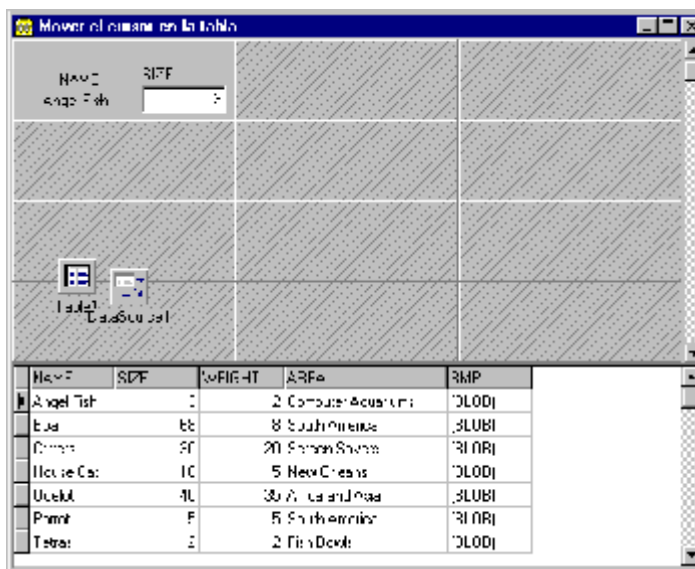 Mover el cursor en la tabla
NAME SIZE
Angel Fish 2
Table1
DataSource1
NAME SIZE WEIGHT AREA BMP
Angel Fish 2 2 Computer Aquariums (BLOB)
Boa 8 South America (BLOB)
Critters 30 20 Screen Savers (BLOB)
House Cat 10 5 New Orleans (BLOB)
Ocelot 40 35 Africa and Asia (BLOB)
Parrot 5 5 South America (BLOB)
Tetras 2 2 Fish Bowls (BLOB)